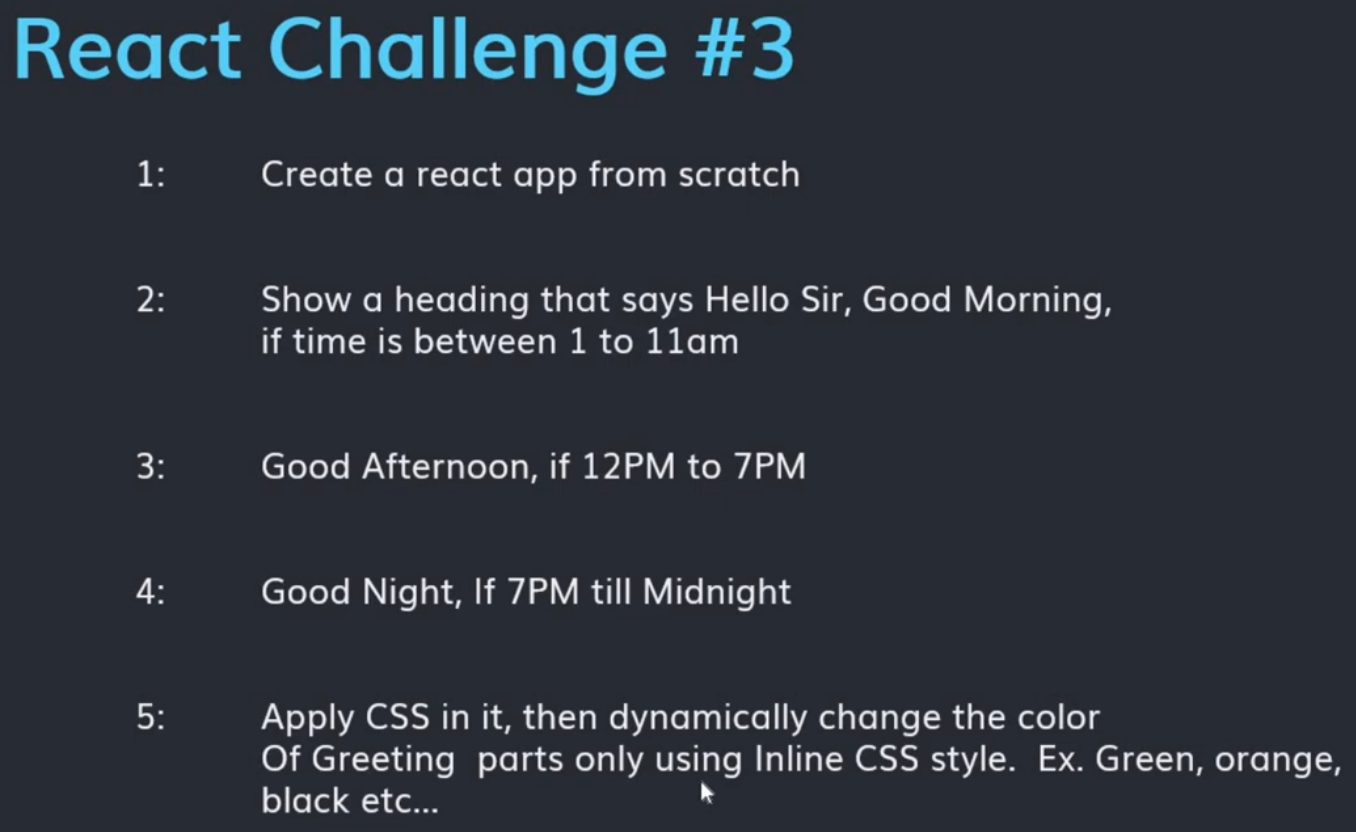 React Challenge #3
1: Create a react app from scratch
2: Show a heading that says Hello Sir, Good Morning,
if time is between 1 to 11am
3: Good Afternoon, if 12PM to 7PM
4: Good Night, If 7PM till Midnight
5: Apply CSS in it, then dynamically change the color
Of Greeting parts only using Inline CSS style. Ex. Green, orange,
black etc...